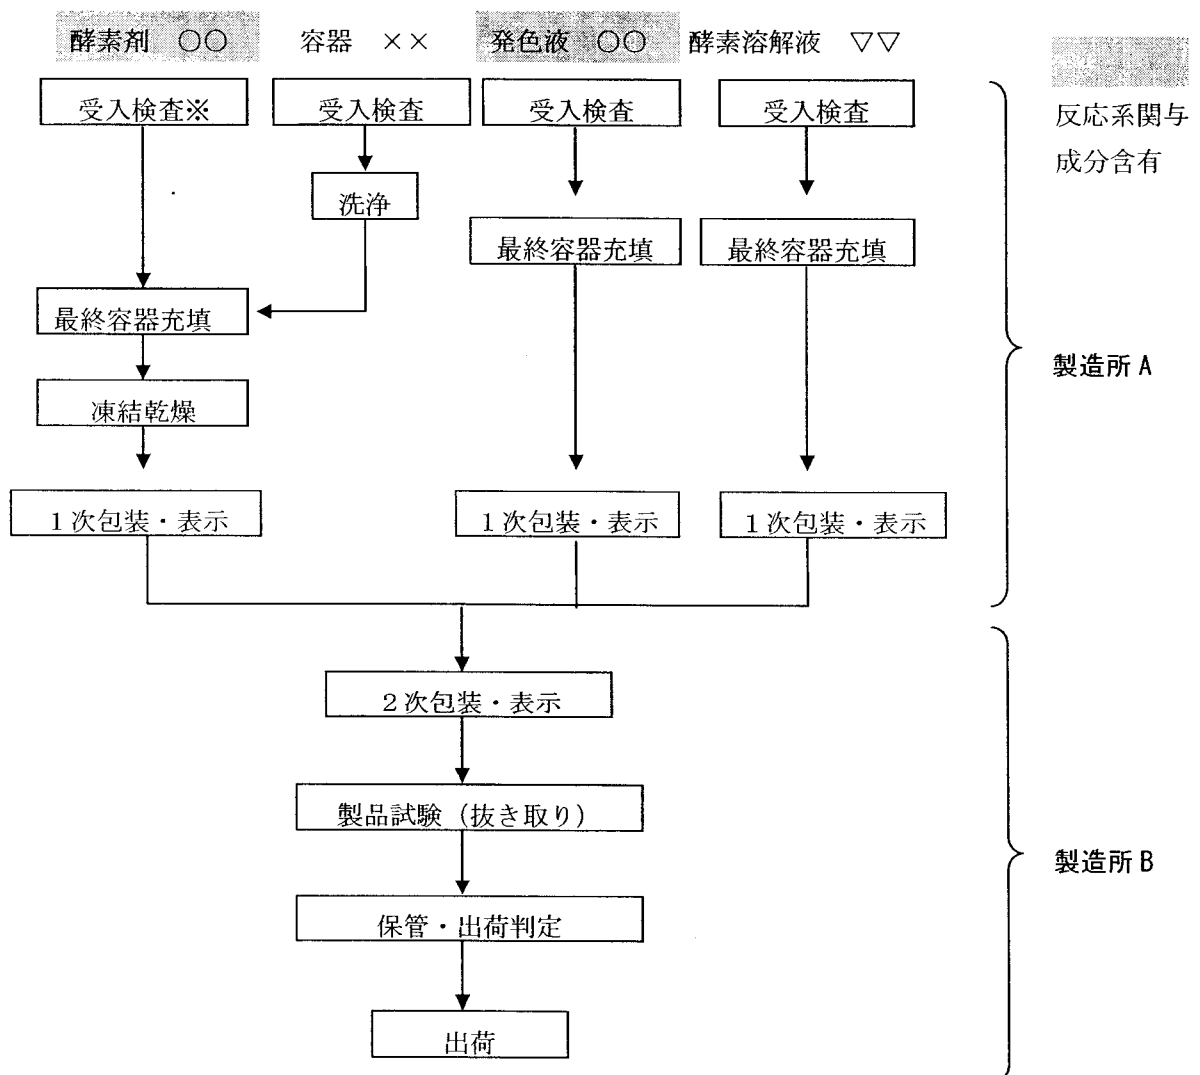 酵素剤 ○○ 容器 ×× 発色液 ○○ 酵素溶解液 ▽▽
受入検査※ 受入検査 受入検査 受入検査
反応系関与
成分含有
洗浄
最終容器充填 最終容器充填
最終容器充填
製造所 A
凍結乾燥
1次包装・表示 1次包装・表示 1次包装・表示
2次包装・表示
製品試験(抜き取り)
製造所 B
保管・出荷判定
出荷